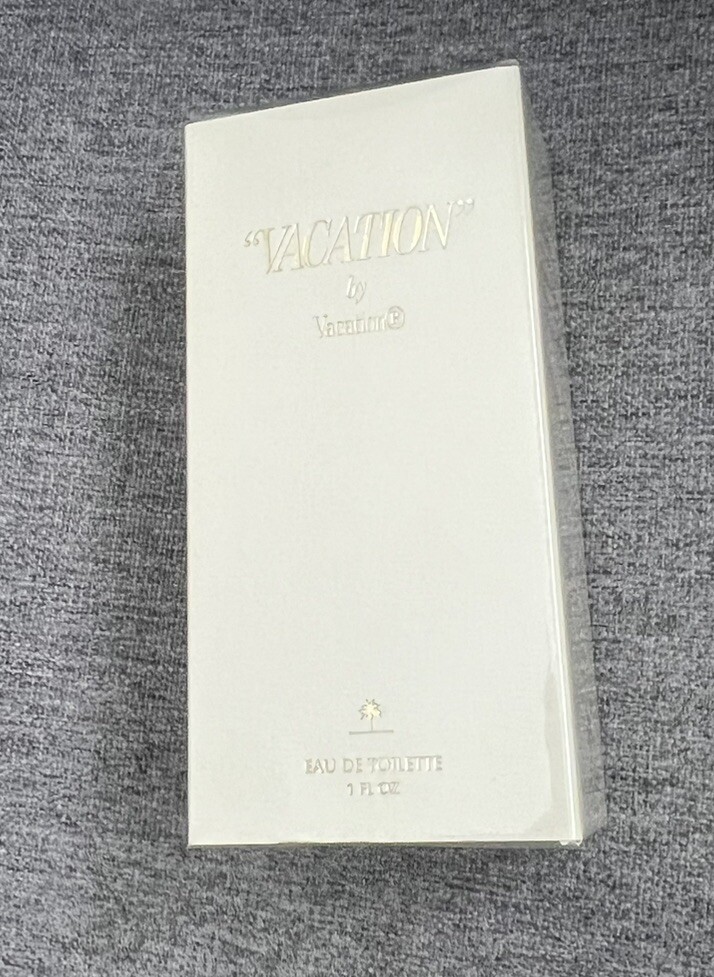 “VACATION”
by
Vacation®
EAU DE TOILETTE
1 FL OZ